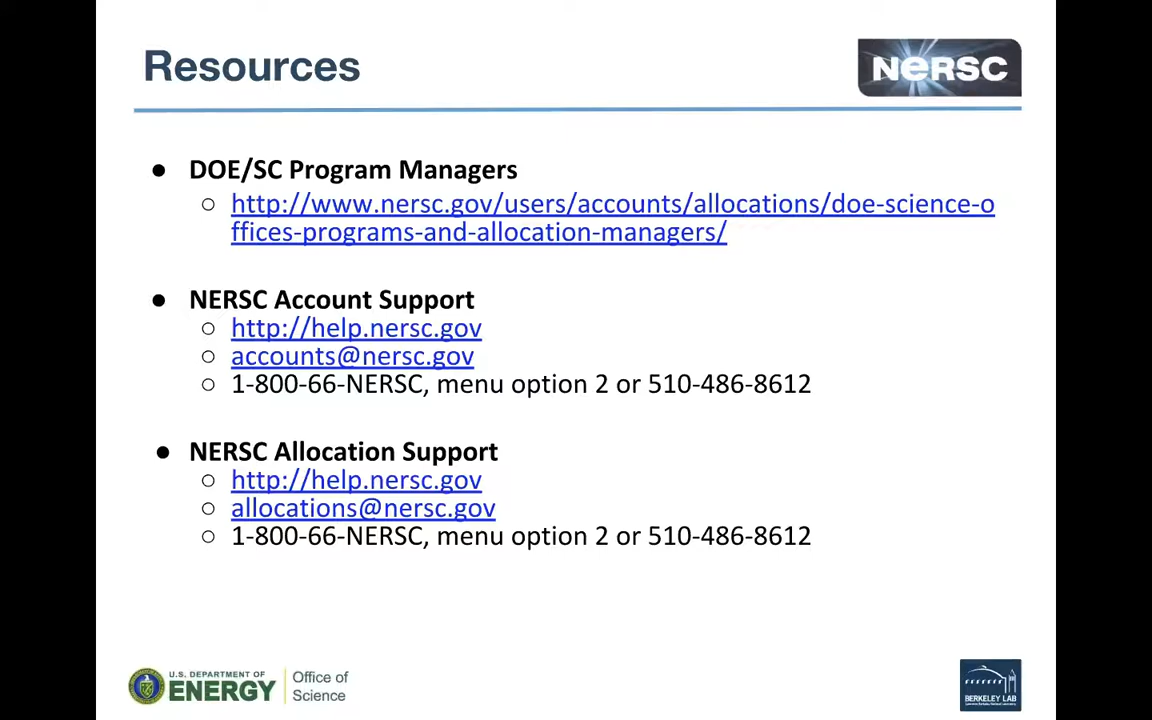 Resources
NERSC
● DOE/SC Program Managers
○ http://www.nersc.gov/users/accounts/allocations/doe-science-o
ffices-programs-and-allocation-managers/
● NERSC Account Support
○ http://help.nersc.gov
○ accounts@nersc.gov
○ 1-800-66-NERSC, menu option 2 or 510-486-8612
● NERSC Allocation Support
○ http://help.nersc.gov
○ allocations@nersc.gov
○ 1-800-66-NERSC, menu option 2 or 510-486-8612
U.S. DEPARTMENT OF
ENERGY
Office of
Science
BERKELEY LAB